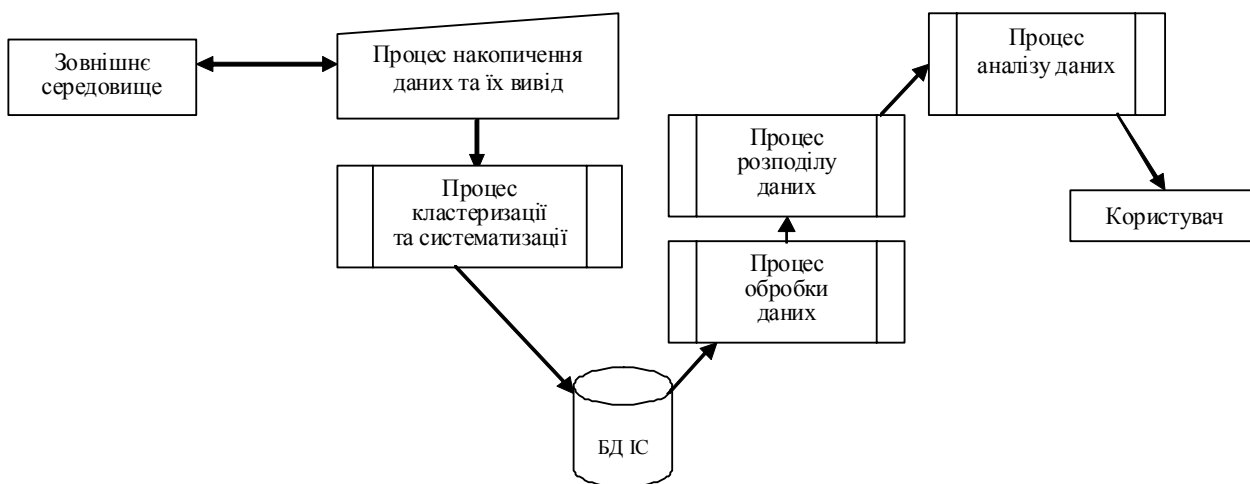 Зовнішнє
середовище
Процес накопичення
даних та їх вивід
Процес
кластеризації
та систематизації
БД ІС
Процес
обробки
даних
Процес
розподілу
даних
Процес
аналізу даних
Користувач